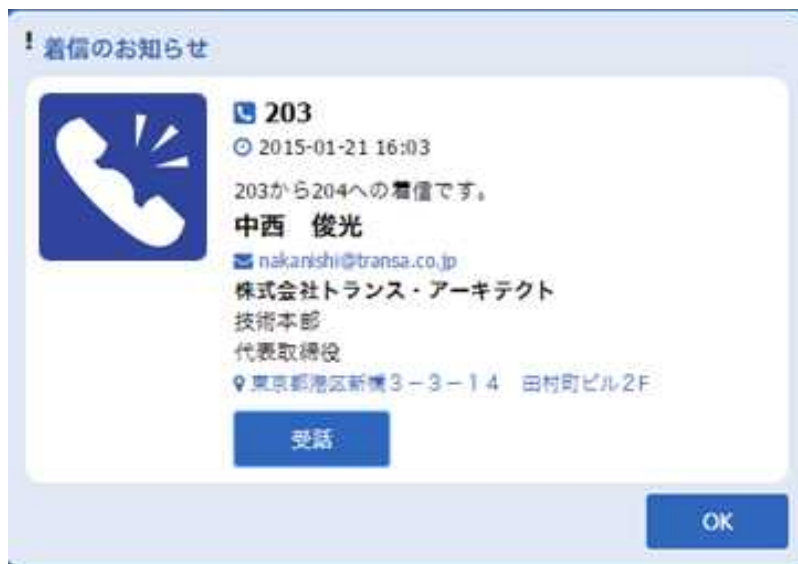 ! 着信のお知らせ
203
2015-01-21 16:03
203から204への着信です。
中西　俊光
nakanishi@transa.co.jp
株式会社トランス・アーキテクト
技術本部
代表取締役
東京都港区新橋３－３－１４　田村町ビル２F
受話
OK